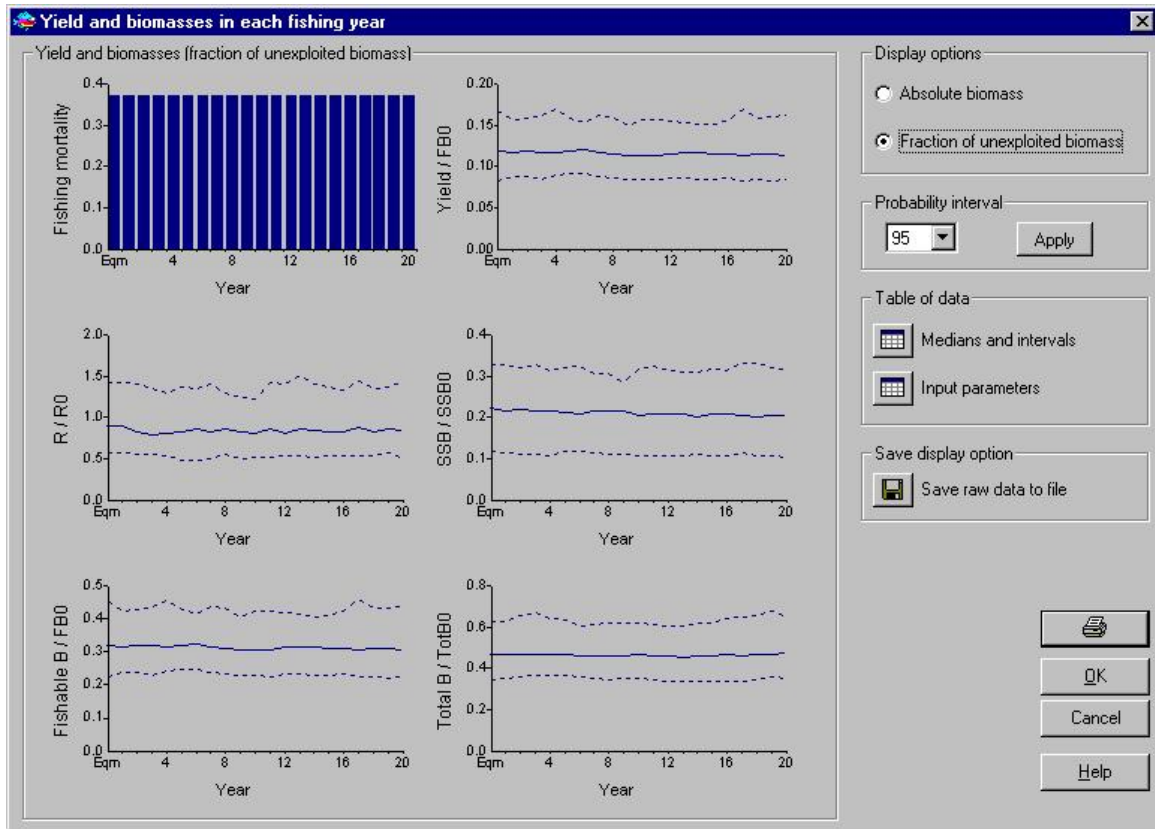 Yield and biomasses in each fishing year
Yield and biomasses (fraction of unexploited biomass)
Fishing mortality
0.4
0.3
0.2
0.1
0.0
Eqm 4 8 12 16 20
Year
Yield / FB0
0.20
0.15
0.10
0.05
0.00
Eqm 4 8 12 16 20
Year
R / R0
2.0
1.5
1.0
0.5
0.0
Eqm 4 8 12 16 20
Year
SSB / SSB0
0.4
0.3
0.2
0.1
0.0
Eqm 4 8 12 16 20
Year
Fishable B / FB0
0.5
0.4
0.3
0.2
0.1
0.0
Eqm 4 8 12 16 20
Year
Total B / TotB0
0.8
0.6
0.4
0.2
0.0
Eqm 4 8 12 16 20
Year
Display options
Absolute biomass
Fraction of unexploited biomass
Probability interval
95
Apply
Table of data
Medians and intervals
Input parameters
Save display option
Save raw data to file
OK
Cancel
Help